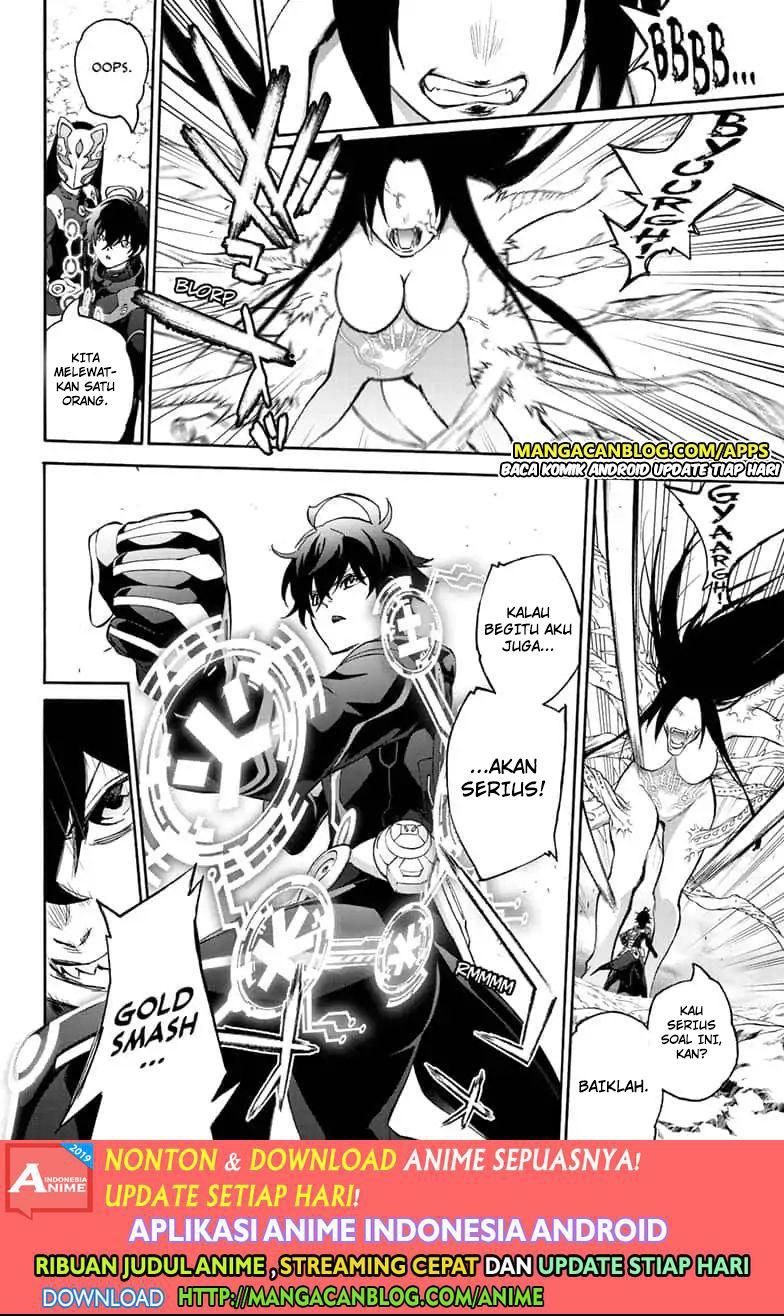 BBBB...
BYUURGH!
BLORP
OOPS.
KITA
MELEWAT-
KAN SATU
ORANG.
MANGACANBLOG.COM/APPS
BACA KOMIK ANDROID UPDATE TIAP HARI
GYAARGH!
KAU
SERIUS
SOAL INI,
KAN?
BAIKLAH.
KALAU
BEGITU AKU
JUGA...
...AKAN
SERIUS!
RMMMM
GOLD
SMASH
...
2019
INDONESIA
ANIME
NONTON & DOWNLOAD ANIME SEPUASNYA!
UPDATE SETIAP HARI!
APLIKASI ANIME INDONESIA ANDROID
RIBUAN JUDUL ANIME , STREAMING CEPAT DAN UPDATE STIAP HARI
DOWNLOAD HTTP://MANGACANBLOG.COM/ANIME